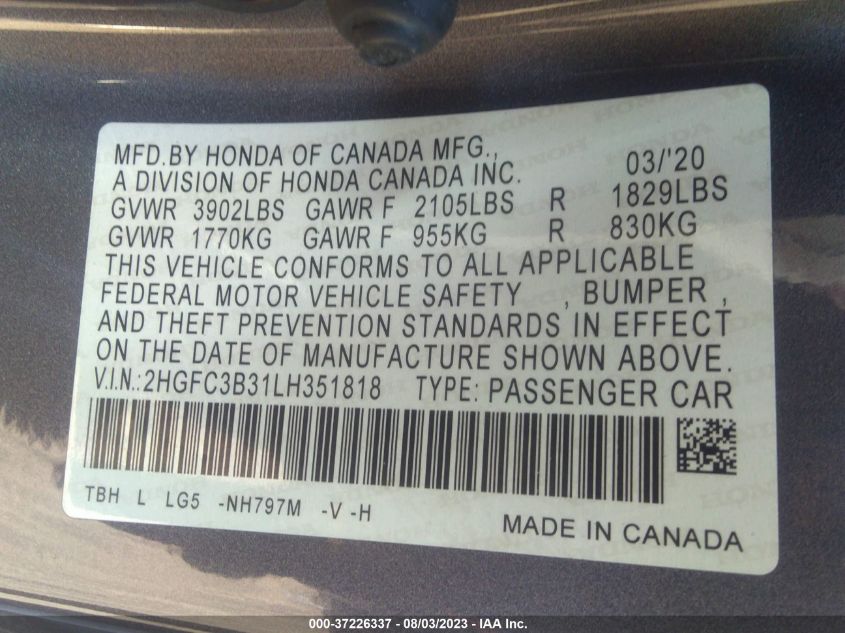 MFD.BY HONDA OF CANADA MFG., 03/'20
A DIVISION OF HONDA CANADA INC.
GVWR 3902LBS GAWR F 2105LBS R 1829LBS
GVWR 1770KG GAWR F 955KG R 830KG
THIS VEHICLE CONFORMS TO ALL APPLICABLE
FEDERAL MOTOR VEHICLE SAFETY , BUMPER ,
AND THEFT PREVENTION STANDARDS IN EFFECT
ON THE DATE OF MANUFACTURE SHOWN ABOVE.
V.I.N.:2HGFC3B31LH351818 TYPE: PASSENGER CAR
TBH L LG5 -NH797M -V -H
MADE IN CANADA
000-37226337 - 08/03/2023 - IAA Inc.